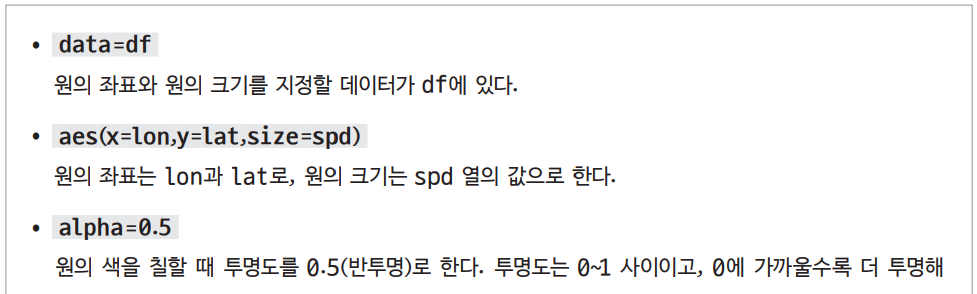 • data=df
원의 좌표와 원의 크기를 지정할 데이터가 df에 있다.
• aes(x=lon,y=lat,size=spd)
원의 좌표는 lon과 lat로, 원의 크기는 spd 열의 값으로 한다.
• alpha=0.5
원의 색을 칠할 때 투명도를 0.5(반투명)로 한다. 투명도는 0~1 사이이고, 0에 가까울수록 더 투명해